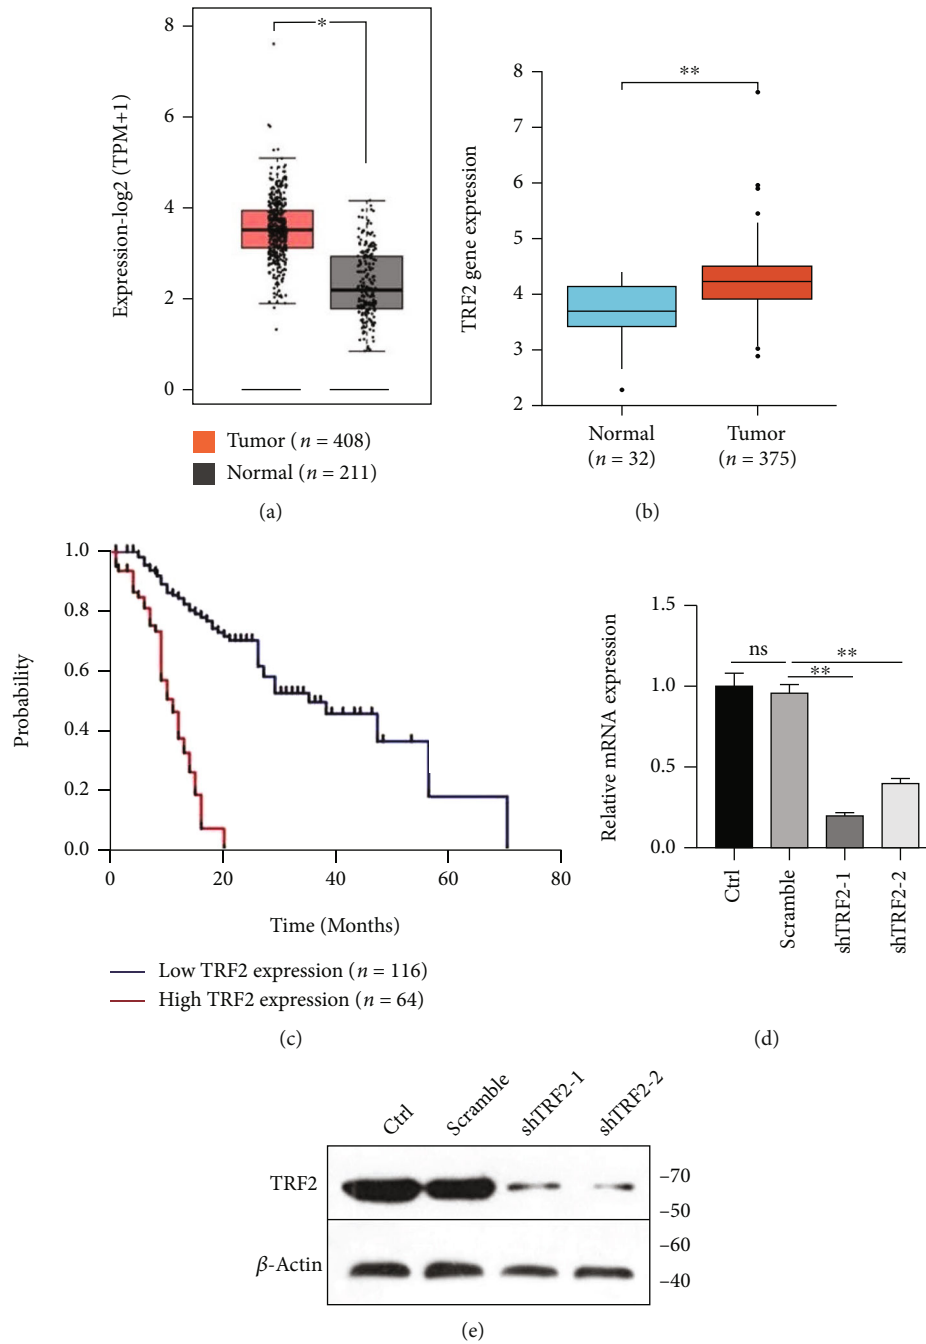 *
8
6
4
2
0
Expression-log2 (TPM+1)
Tumor (n = 408)
Normal (n = 211)
(a)
**
8
7
6
5
4
3
2
TRF2 gene expression
Normal
(n = 32)
Tumor
(n = 375)
(b)
1.0
0.8
0.6
0.4
0.2
0.0
Probability
0 20 40 60 80
Time (Months)
Low TRF2 expression (n = 116)
High TRF2 expression (n = 64)
(c)
1.5
1.0
0.5
0.0
Relative mRNA expression
ns
**
**
Ctrl
Scramble
shTRF2-1
shTRF2-2
(d)
Ctrl
Scramble
shTRF2-1
shTRF2-2
TRF2
–70
–50
β-Actin
–60
–40
(e)